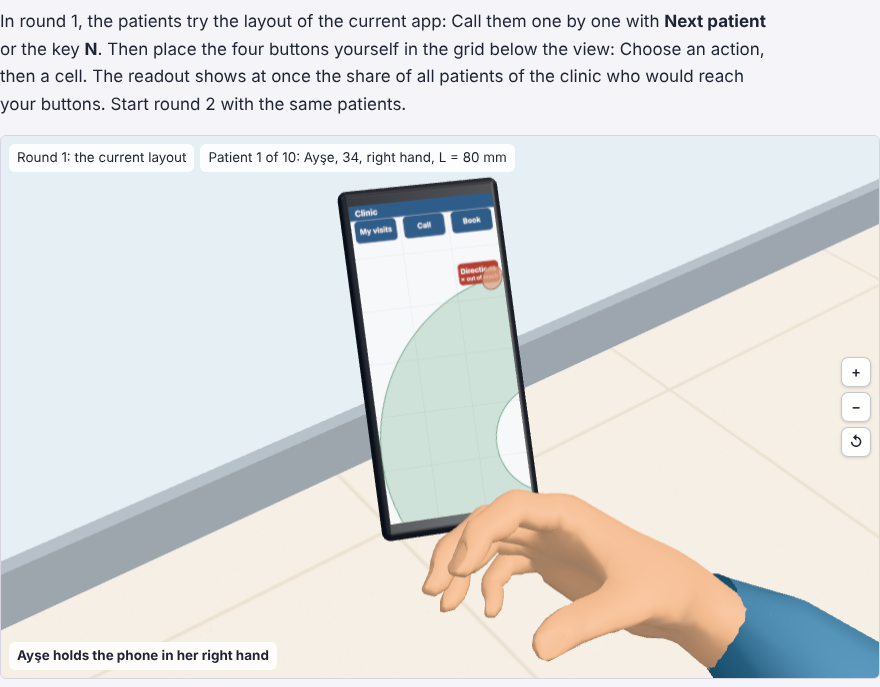 In round 1, the patients try the layout of the current app: Call them one by one with Next patient
or the key N. Then place the four buttons yourself in the grid below the view: Choose an action,
then a cell. The readout shows at once the share of all patients of the clinic who would reach
your buttons. Start round 2 with the same patients.
Round 1: the current layout
Patient 1 of 10: Ayşe, 34, right hand, L = 80 mm
Clinic
My visits
Call
Book
= out of
+
−
Ayşe holds the phone in her right hand